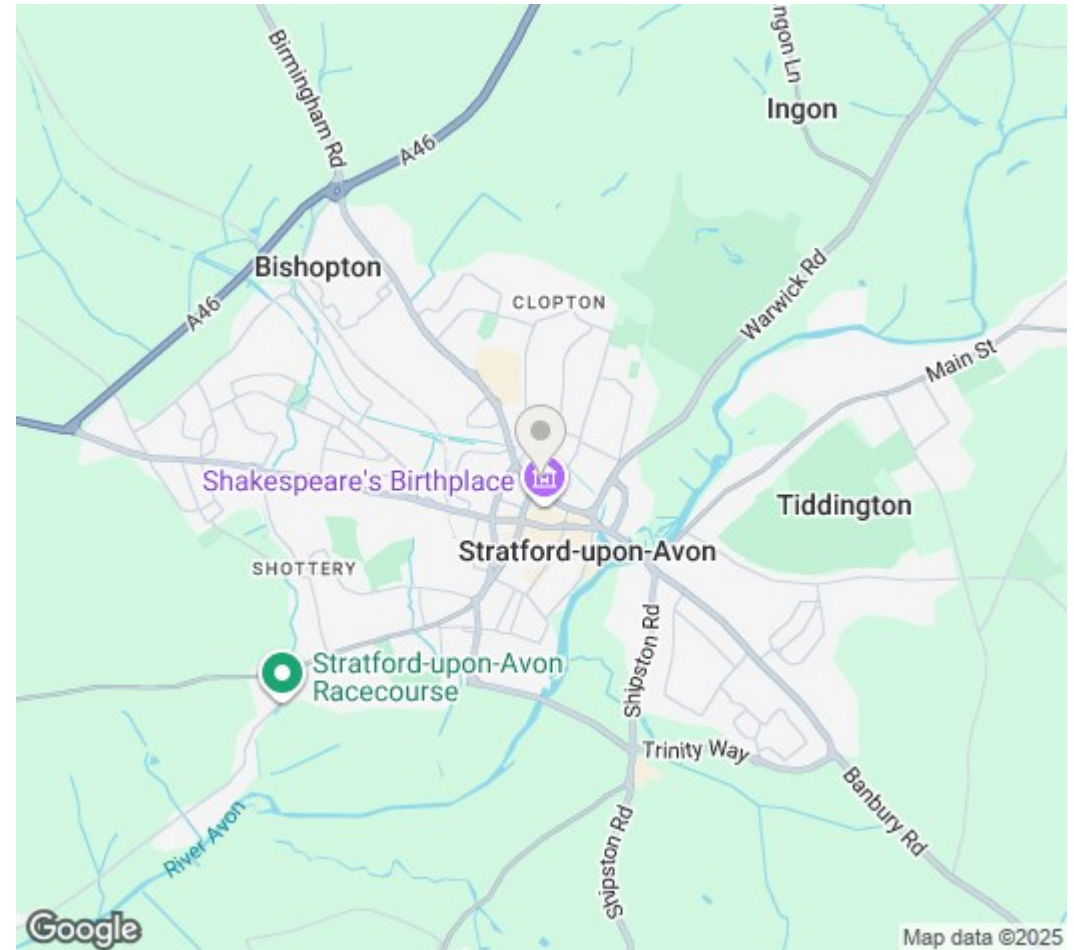 ngon Ln
Ingon
Birmingham Rd
A46
Bishopton
CLOPTON
Warwick Rd
A46
Main St
Shakespeare's Birthplace
Tiddington
Stratford-upon-Avon
SHOTTERY
Stratford-upon-Avon
Racecourse
Shipston Rd
Trinity Way
Banbury Rd
River Avon
Shipston Rd
Google
Map data ©2025